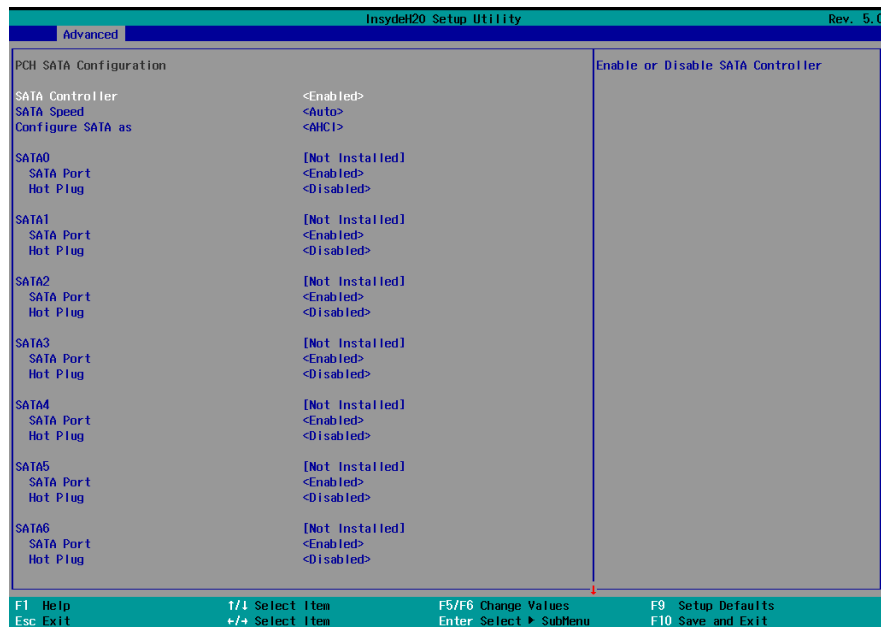 InsydeH20 Setup Utility Rev. 5.0
Advanced
PCH SATA Configuration
Enable or Disable SATA Controller
SATA Controller <Enabled>
SATA Speed <Auto>
Configure SATA as <AHCI>
SATA0 [Not Installed]
SATA Port <Enabled>
Hot Plug <Disabled>
SATA1 [Not Installed]
SATA Port <Enabled>
Hot Plug <Disabled>
SATA2 [Not Installed]
SATA Port <Enabled>
Hot Plug <Disabled>
SATA3 [Not Installed]
SATA Port <Enabled>
Hot Plug <Disabled>
SATA4 [Not Installed]
SATA Port <Enabled>
Hot Plug <Disabled>
SATA5 [Not Installed]
SATA Port <Enabled>
Hot Plug <Disabled>
SATA6 [Not Installed]
SATA Port <Enabled>
Hot Plug <Disabled>
F1 Help ↑/↓ Select Item F5/F6 Change Values F9 Setup Defaults
Esc Exit ←/→ Select Item Enter Select ▶ SubMenu F10 Save and Exit